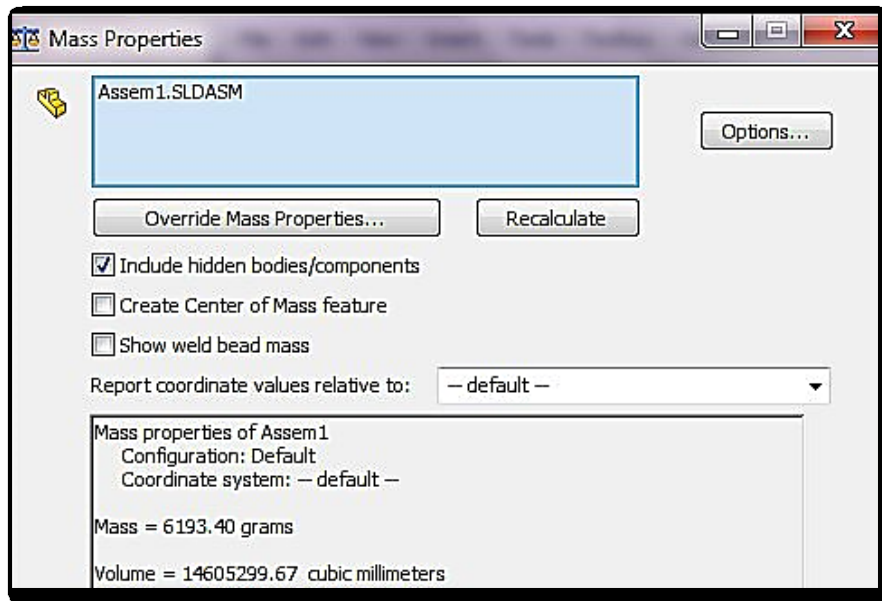 Mass Properties
Assem1.SLDASM
Options...
Override Mass Properties...
Recalculate
Include hidden bodies/components
Create Center of Mass feature
Show weld bead mass
Report coordinate values relative to:
-- default --
Mass properties of Assem1
Configuration: Default
Coordinate system: -- default --
Mass = 6193.40 grams
Volume = 14605299.67 cubic millimeters